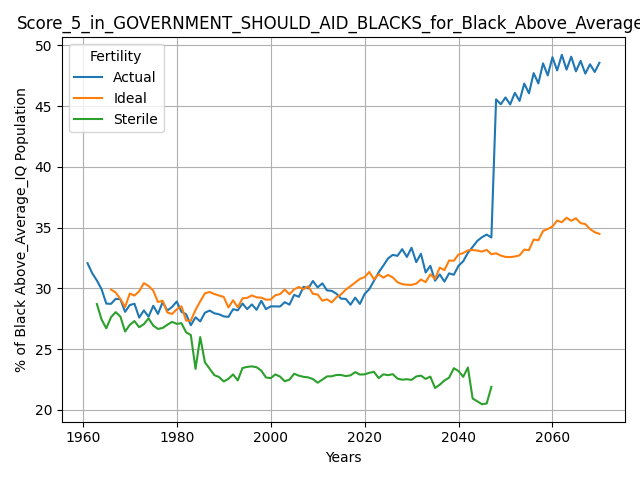 Score_5_in_GOVERNMENT_SHOULD_AID_BLACKS_for_Black_Above_Average
Fertility
Actual
Ideal
Sterile
% of Black Above_Average_IQ Population
50
45
40
35
30
25
20
1960
1980
2000
2020
2040
2060
Years